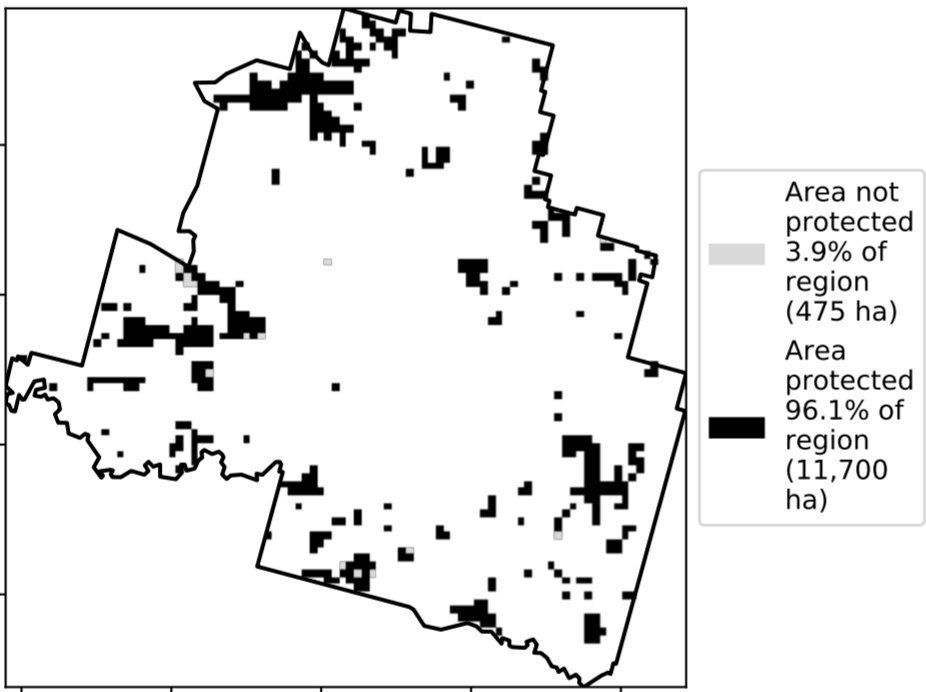 Area not
protected
3.9% of
region
(475 ha)
Area
protected
96.1% of
region
(11,700
ha)